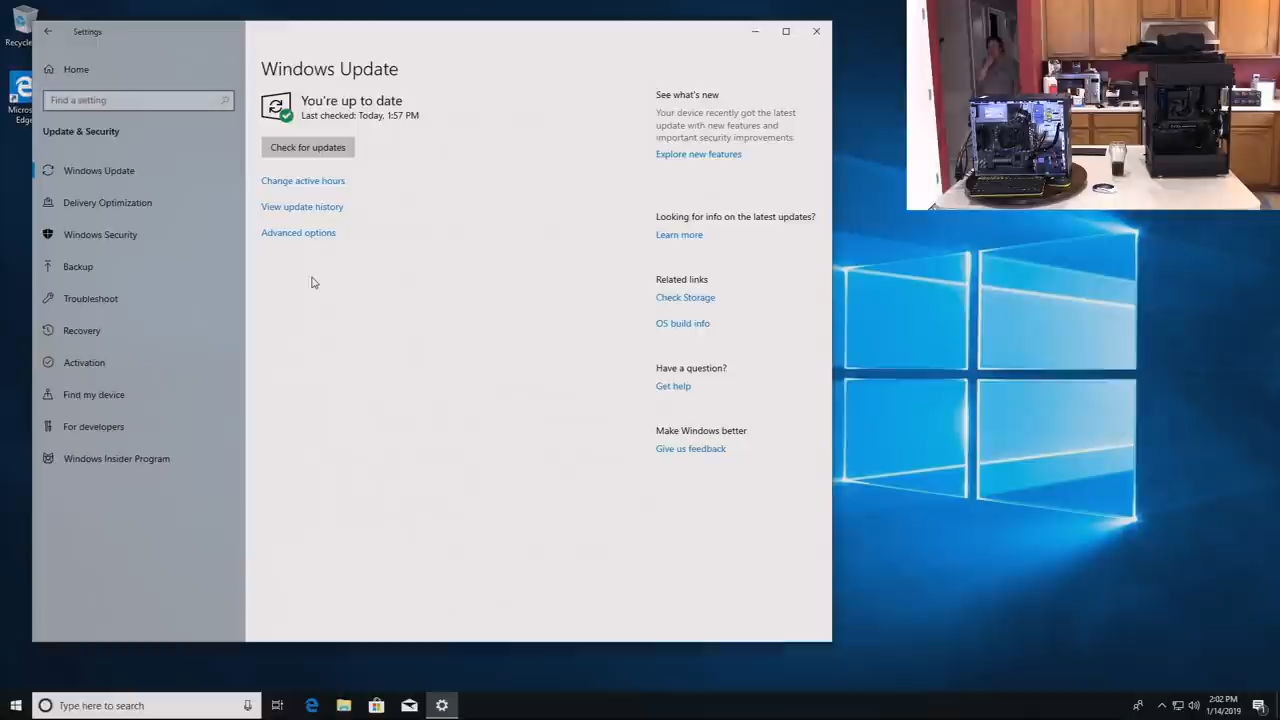 Recycle
Micros
Edge
Settings
Home
Find a setting
Update & Security
Windows Update
Delivery Optimization
Windows Security
Backup
Troubleshoot
Recovery
Activation
Find my device
For developers
Windows Insider Program
Windows Update
You're up to date
Last checked: Today, 1:57 PM
Check for updates
Change active hours
View update history
Advanced options
See what's new
Your device recently got the latest
update with new features and
important security improvements.
Explore new features
Looking for info on the latest updates?
Learn more
Related links
Check Storage
OS build info
Have a question?
Get help
Make Windows better
Give us feedback
Type here to search
2:02 PM
1/14/2019
1